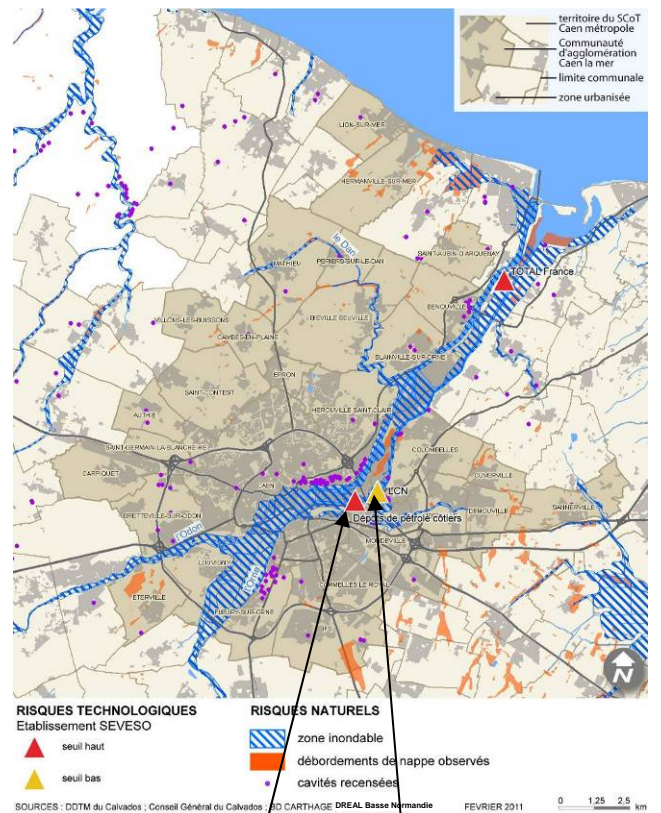 territoire du SCoT
Caen métropole
Communauté
d'agglomération
Caen la mer
limite communale
zone urbanisée
LION-SUR-MER
HERMANVILLE-SUR-MER
le Dan
SAINT-AUBIN-D'ARQUENAY
MATHIEU
PERIERS-SUR-LE-DAN
TOTAL France
BENOUVILLE
VILLONS-LES-BUISSONS
BIEVILLE BEUVILLE
CAMBES-EN-PLAINE
BLAINVILLE-SUR-ORNE
EPRON
SAINT-CONTEST
HEROUVILLE SAINT CLAIR
AUTHIE
SAINT-GERMAIN-LA-BLANCHE-HERBE
COLOMBELLES
CARPIQUET
CUVERVILLE
CAEN
LCN
SANNERVILLE
Dépots de pétrole côtiers
DEMOUVILLE
BRETTEVILLE-SUR-ODON
l'Odon
MONDEVILLE
LOUVIGNY
l'Orne
CORMELLES LE ROYAL
ETERVILLE
FLEURY-SUR-ORNE
IFS
N
RISQUES TECHNOLOGIQUES
Etablissement SEVESO
seuil haut
seuil bas
RISQUES NATURELS
zone inondable
débordements de nappe observés
cavités recensées
SOURCES : DDTM du Calvados ; Conseil Général du Calvados ; BD CARTHAGE DREAL Basse Normandie FEVRIER 2011
0 1,25 2,5
km